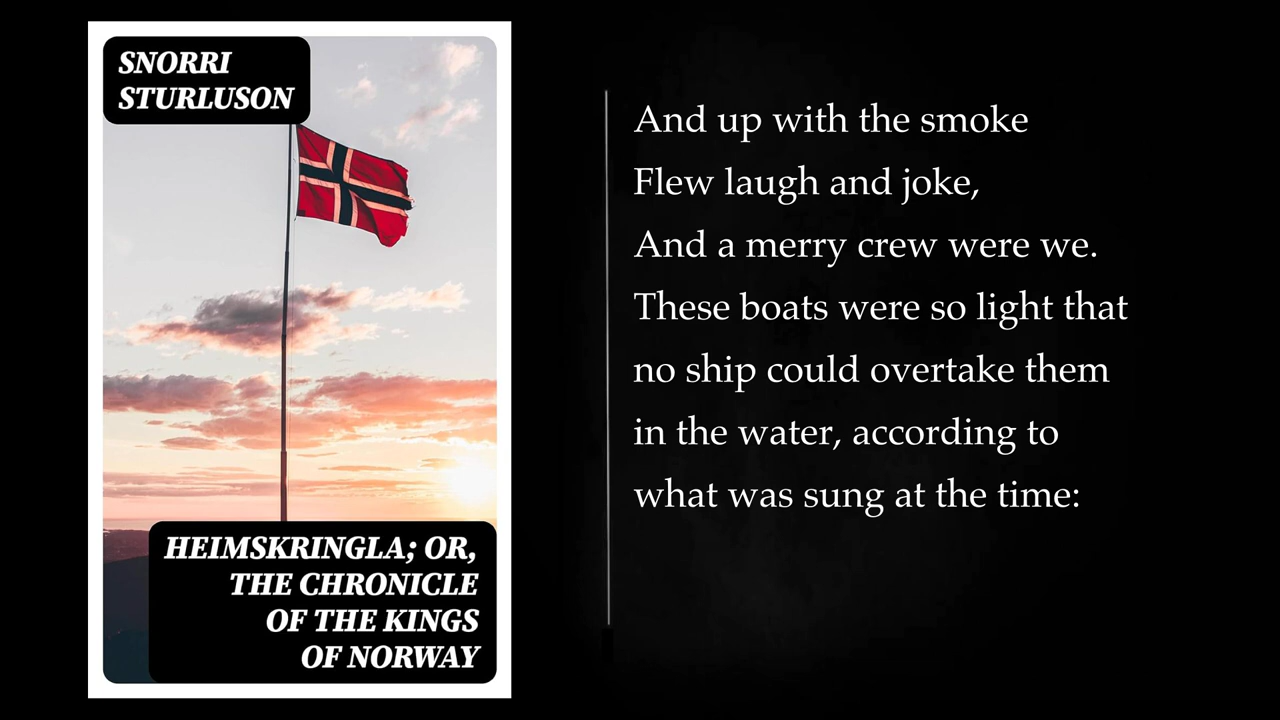 SNORRI
STURLUSON
HEIMSKRINGLA; OR,
THE CHRONICLE
OF THE KINGS
OF NORWAY
And up with the smoke
Flew laugh and joke,
And a merry crew were we.
These boats were so light that
no ship could overtake them
in the water, according to
what was sung at the time: